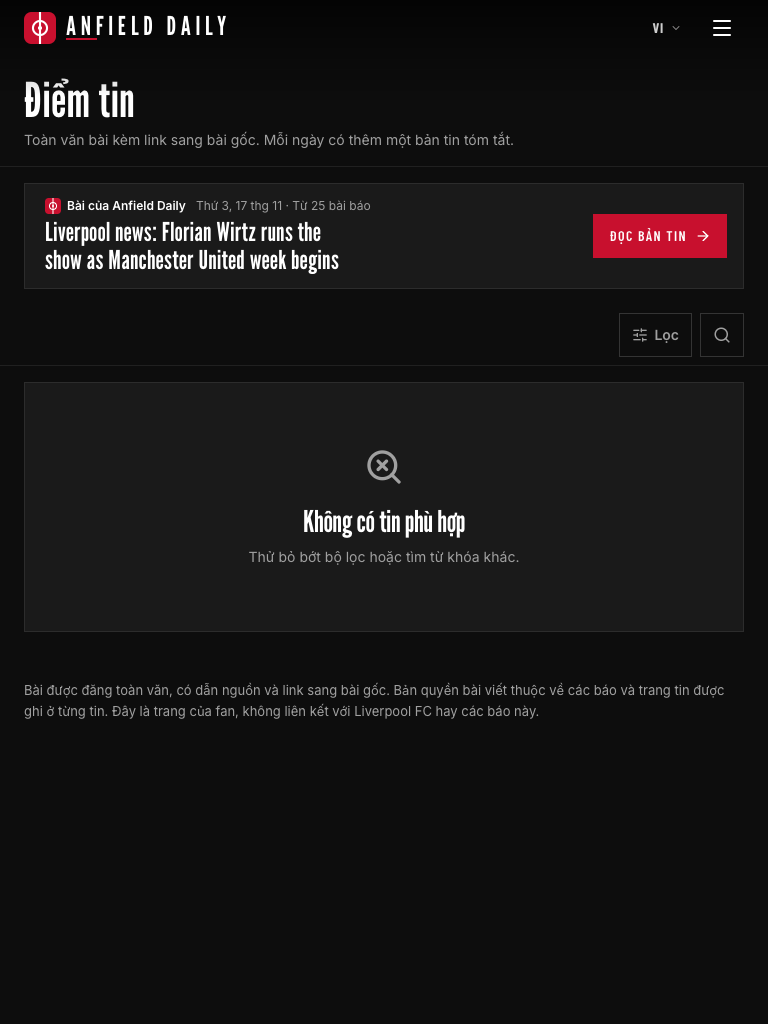 ANFIELD DAILY
VI
Điểm tin
Toàn văn bài kèm link sang bài gốc. Mỗi ngày có thêm một bản tin tóm tắt.
Bài của Anfield Daily Thứ 3, 17 thg 11 · Từ 25 bài báo
Liverpool news: Florian Wirtz runs the
show as Manchester United week begins
ĐỌC BẢN TIN
Lọc
Không có tin phù hợp
Thử bỏ bớt bộ lọc hoặc tìm từ khóa khác.
Bài được đăng toàn văn, có dẫn nguồn và link sang bài gốc. Bản quyền bài viết thuộc về các báo và trang tin được
ghi ở từng tin. Đây là trang của fan, không liên kết với Liverpool FC hay các báo này.